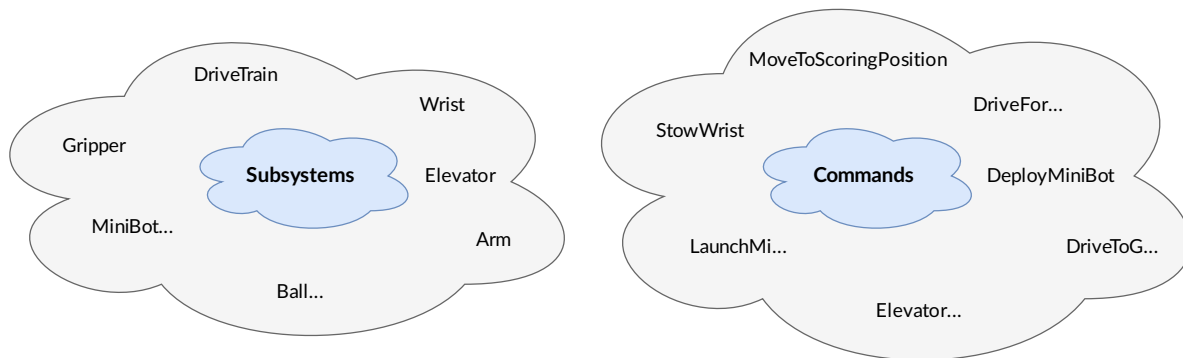 DriveTrain
Wrist
Gripper
Subsystems
Elevator
MiniBot...
Arm
Ball...
MoveToScoringPosition
DriveFor...
StowWrist
Commands
DeployMiniBot
LaunchMi...
DriveToG...
Elevator...